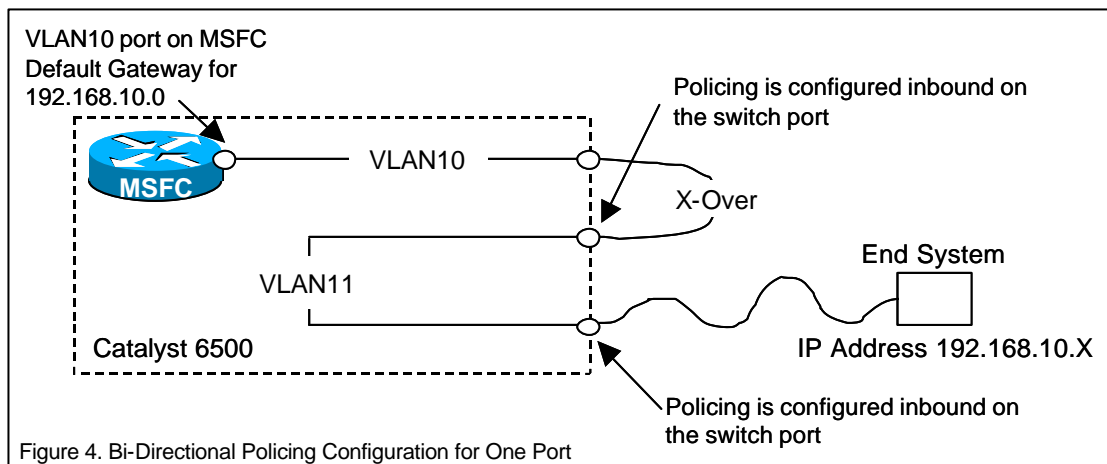 VLAN10 port on MSFC
Default Gateway for
192.168.10.0
Policing is configured inbound on
the switch port
MSFC
VLAN10
X-Over
VLAN11
End System
Catalyst 6500
IP Address 192.168.10.X
Policing is configured inbound on
the switch port
Figure 4. Bi-Directional Policing Configuration for One Port